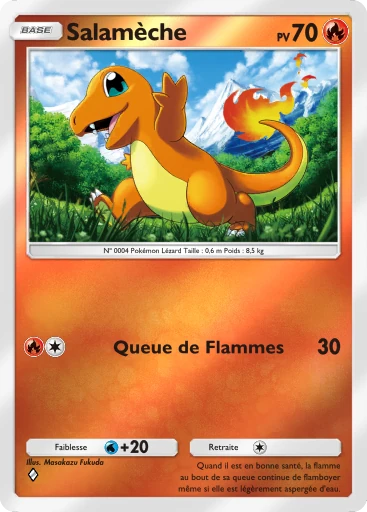 BASE Salamèche PV 70
N° 0004 Pokémon Lézard Taille : 0,6 m Poids : 8,5 kg
Queue de Flammes 30
Faiblesse +20 Retraite
Illus. Masakazu Fukuda
Quand il est en bonne santé, la flamme
au bout de sa queue continue de flamboyer
même si elle est légèrement aspergée d'eau.